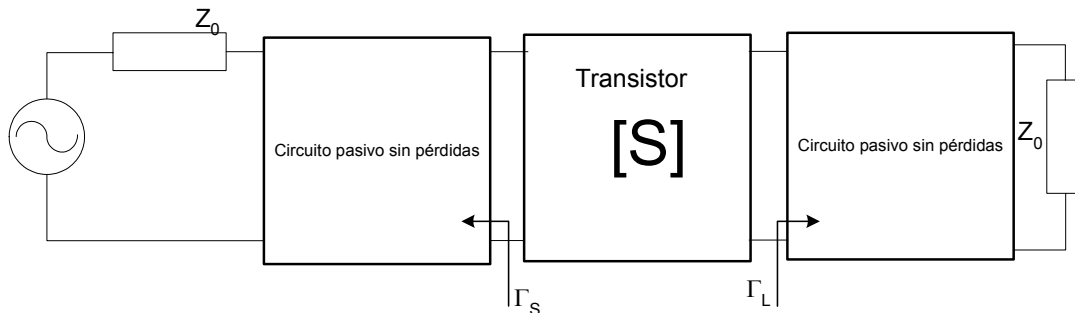 Z0
Circuito pasivo sin pérdidas
Transistor
[S]
Circuito pasivo sin pérdidas
Z0
ΓS
ΓL